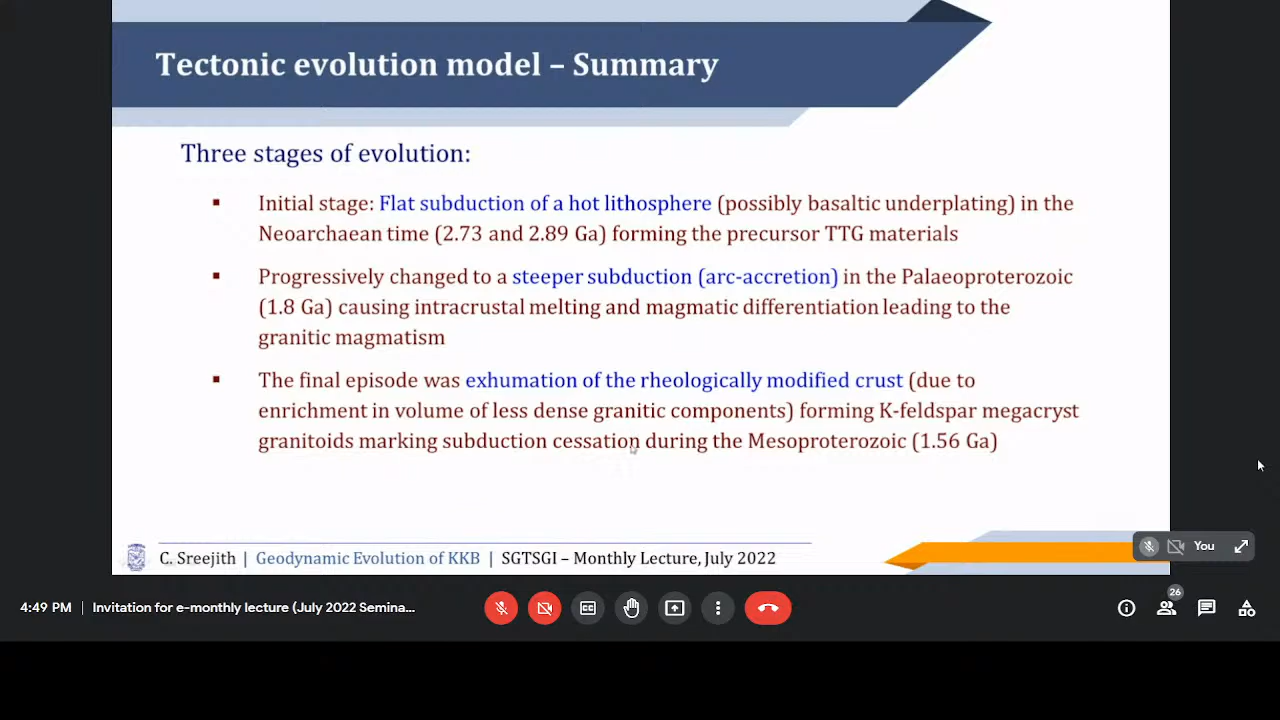 Tectonic evolution model – Summary
Three stages of evolution:
▪ Initial stage: Flat subduction of a hot lithosphere (possibly basaltic underplating) in the
Neoarchaean time (2.73 and 2.89 Ga) forming the precursor TTG materials
▪ Progressively changed to a steeper subduction (arc-accretion) in the Palaeoproterozoic
(1.8 Ga) causing intracrustal melting and magmatic differentiation leading to the
granitic magmatism
▪ The final episode was exhumation of the rheologically modified crust (due to
enrichment in volume of less dense granitic components) forming K-feldspar megacryst
granitoids marking subduction cessation during the Mesoproterozoic (1.56 Ga)
C. Sreejith | Geodynamic Evolution of KKB | SGTSGI – Monthly Lecture, July 2022
You
4:49 PM | Invitation for e-monthly lecture (July 2022 Semina...
26